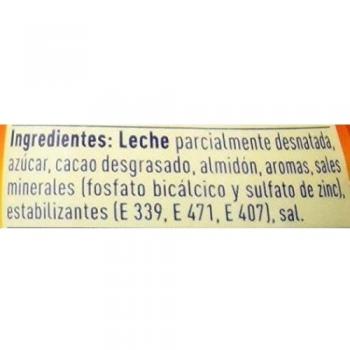 Ingredientes: Leche parcialmente desnatada,
azúcar, cacao desgrasado, almidón, aromas, sales
minerales (fosfato bicálcico y sulfato de zinc),
estabilizantes (E 339, E 471, E 407), sal.